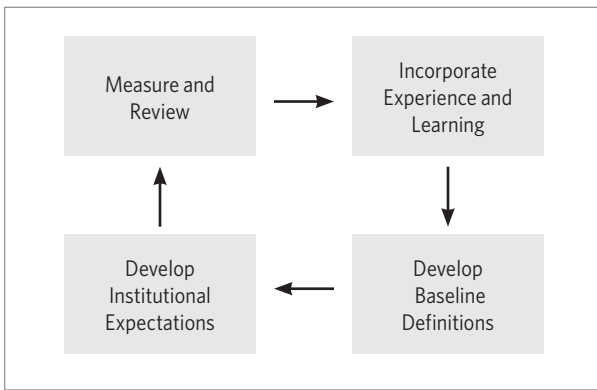 Measure and
Review
Incorporate
Experience and
Learning
Develop
Institutional
Expectations
Develop
Baseline
Definitions